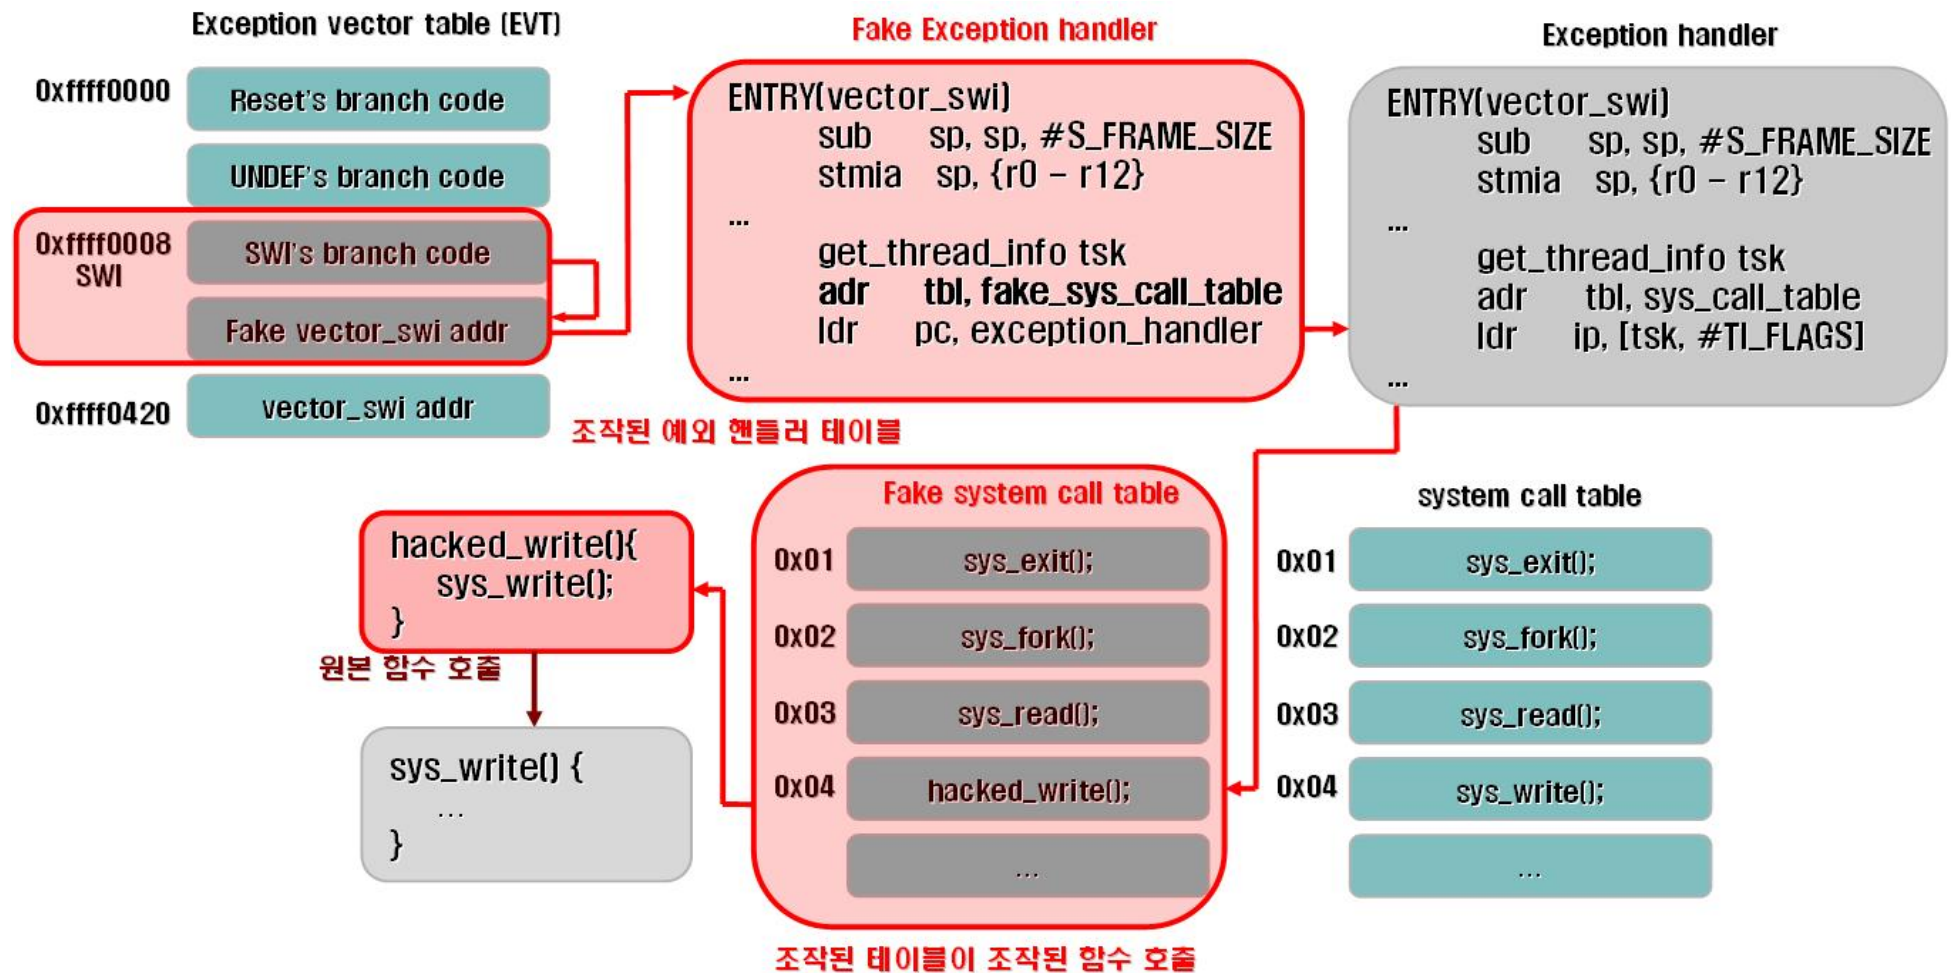 Exception vector table (EVT)
0xffff0000
Reset's branch code
UNDEF's branch code
0xffff0008
SWI
SWI's branch code
Fake vector_swi addr
0xffff0420
vector_swi addr
Fake Exception handler
ENTRY(vector_swi)
sub sp, sp, #S_FRAME_SIZE
stmia sp, {r0 – r12}
...
get_thread_info tsk
adr tbl, fake_sys_call_table
ldr pc, exception_handler
...
Exception handler
ENTRY(vector_swi)
sub sp, sp, #S_FRAME_SIZE
stmia sp, {r0 – r12}
...
get_thread_info tsk
adr tbl, sys_call_table
ldr ip, [tsk, #TI_FLAGS]
...
조작된 예외 핸들러 테이블
hacked_write(){
sys_write();
}
원본 함수 호출
sys_write() {
...
}
Fake system call table
0x01 sys_exit();
0x02 sys_fork();
0x03 sys_read();
0x04 hacked_write();
...
system call table
0x01 sys_exit();
0x02 sys_fork();
0x03 sys_read();
0x04 sys_write();
...
조작된 테이블이 조작된 함수 호출